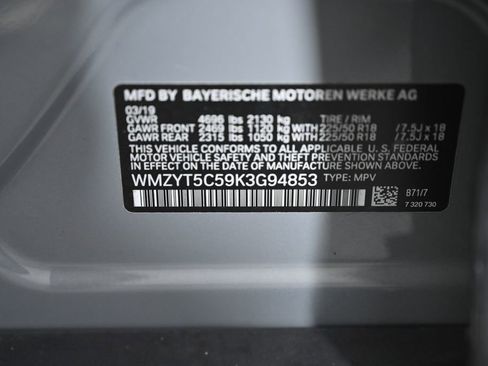 MFD BY BAYERISCHE MOTOREN WERKE AG
03/19
GVWR 4696 lbs 2130 kg TIRE / RIM
GAWR FRONT 2469 lbs 1120 kg WITH 225/50 R18 /7.5J x 18
GAWR REAR 2315 lbs 1050 kg WITH 225/50 R18 /7.5J x 18
THIS VEHICLE CONFORMS TO ALL APPLICABLE U.S. FEDERAL
MOTOR VEHICLE SAFETY STANDARDS IN EFFECT ON THE
DATE OF MANUFACTURE SHOWN ABOVE.
WMZYT5C59K3G94853 TYPE: MPV
B71/7
7 320 730